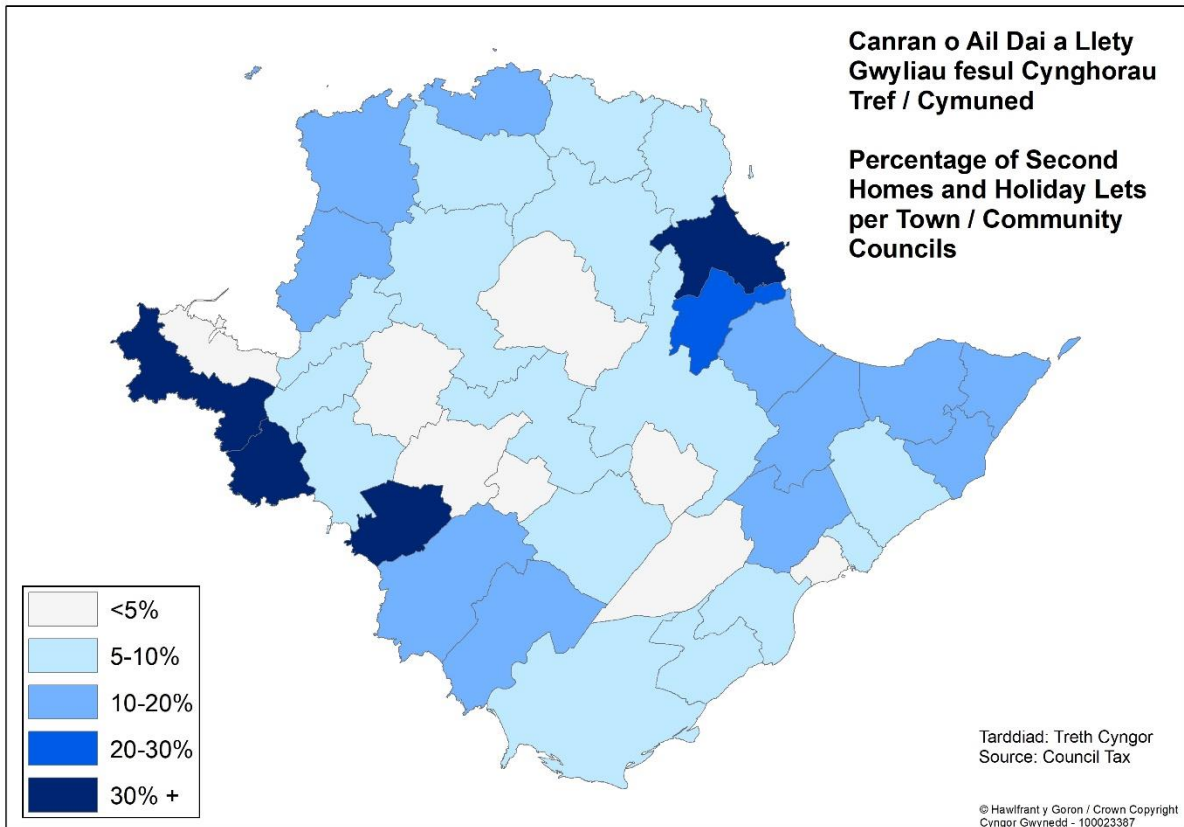 Canran o Ail Dai a Llety
Gwyliau fesul Cynghorau
Tref / Cymuned
Percentage of Second
Homes and Holiday Lets
per Town / Community
Councils
<5%
5-10%
10-20%
20-30%
30% +
Tarddiad: Treth Cyngor
Source: Council Tax
© Hawlfrant y Goron / Crown Copyright
Cyngor Gwynedd - 100023387